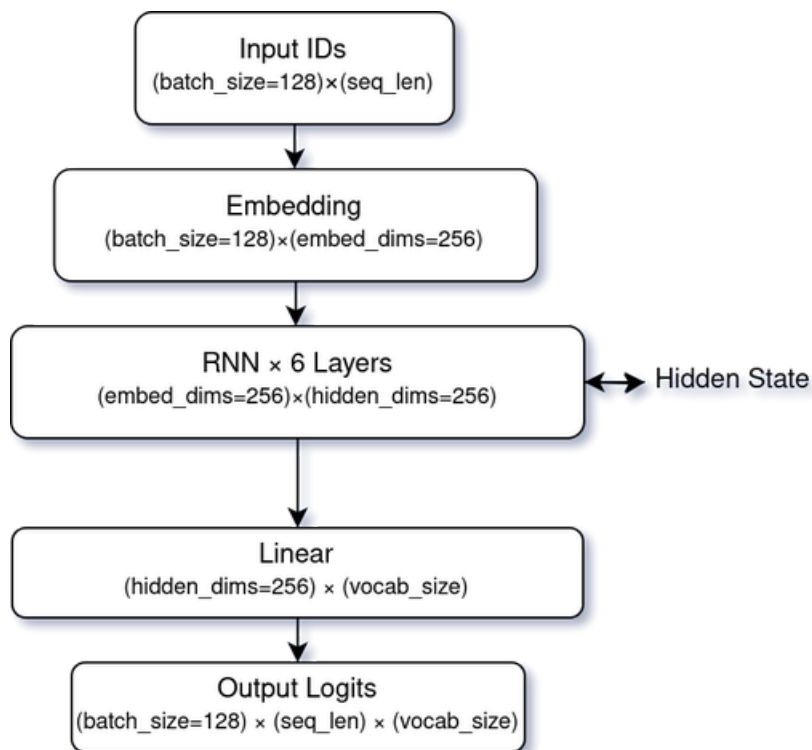 Input IDs
(batch_size=128)×(seq_len)
Embedding
(batch_size=128)×(embed_dims=256)
RNN × 6 Layers
(embed_dims=256)×(hidden_dims=256)
Hidden State
Linear
(hidden_dims=256) × (vocab_size)
Output Logits
(batch_size=128) × (seq_len) × (vocab_size)